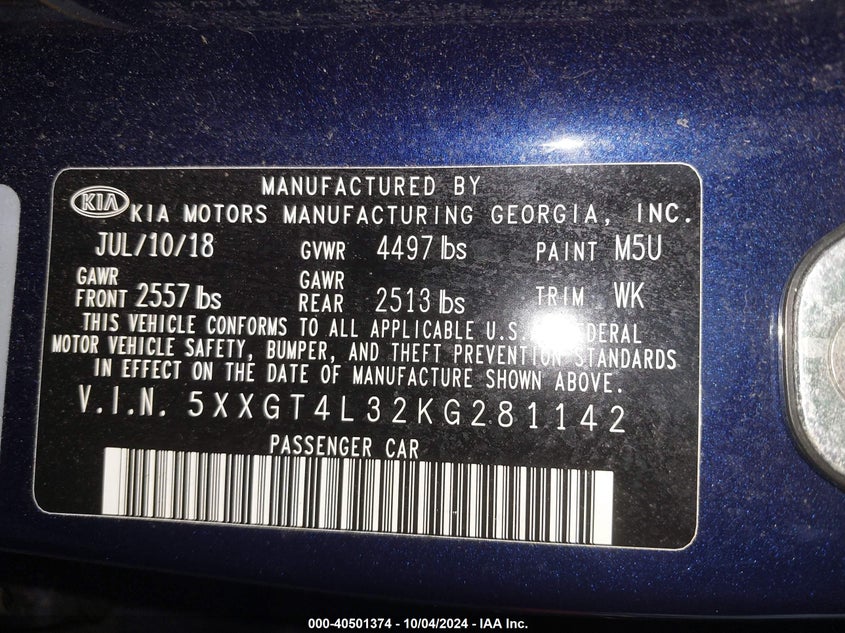 MANUFACTURED BY
KIA KIA MOTORS MANUFACTURING GEORGIA, INC.
JUL/10/18 GVWR 4497 lbs PAINT M5U
GAWR FRONT 2557 lbs GAWR REAR 2513 lbs TRIM WK
THIS VEHICLE CONFORMS TO ALL APPLICABLE U.S. FEDERAL
MOTOR VEHICLE SAFETY, BUMPER, AND THEFT PREVENTION STANDARDS
IN EFFECT ON THE DATE OF MANUFACTURE SHOWN ABOVE.
V.I.N. 5XXGT4L32KG281142
PASSENGER CAR
000-40501374 - 10/04/2024 - IAA Inc.